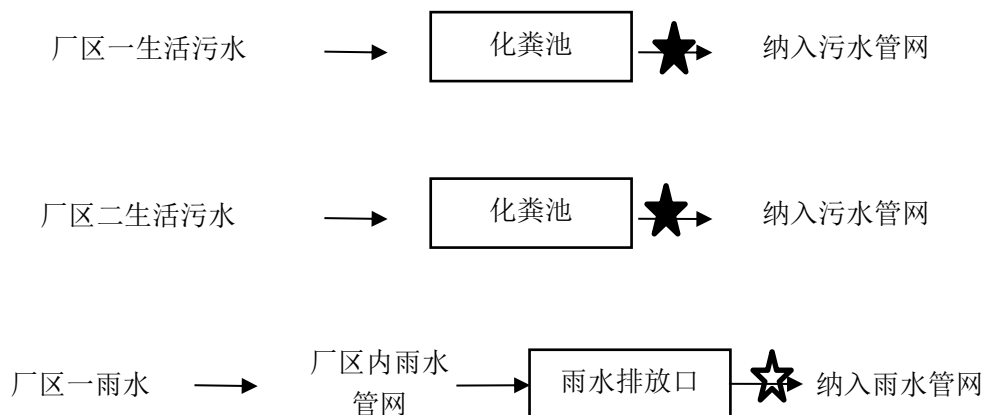 厂区一生活污水 化粪池 纳入污水管网
厂区二生活污水 化粪池 纳入污水管网
厂区一雨水 厂区内雨水 雨水排放口 纳入雨水管网
管网